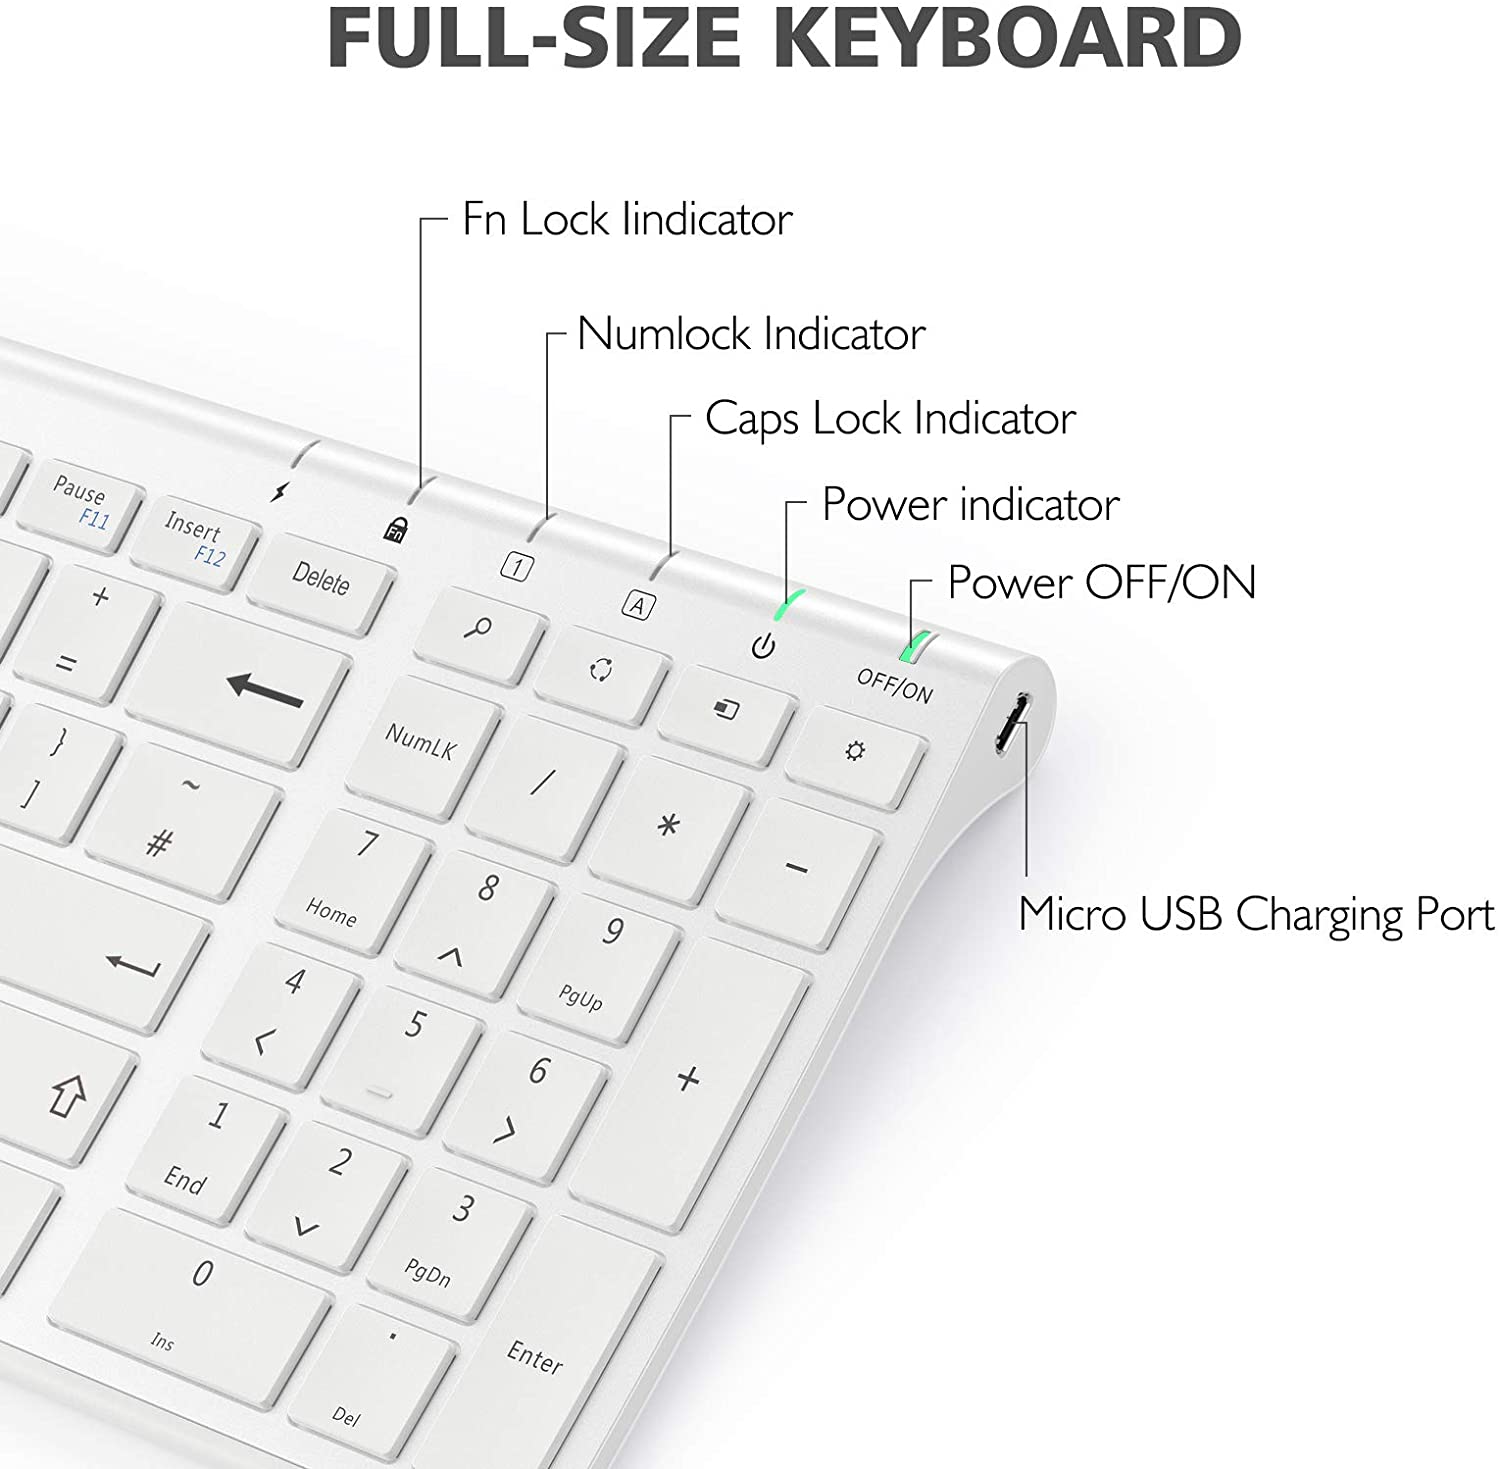 FULL-SIZE KEYBOARD
Fn Lock Iindicator
Numlock Indicator
Caps Lock Indicator
Power indicator
Power OFF/ON
Micro USB Charging Port
Pause
F11
Insert
F12
Delete
Fn
1
A
OFF/ON
+
=
}
]
~
#
NumLK
/
*
-
7
Home
8
9
PgUp
4
5
6
+
1
End
2
3
PgDn
0
Ins
.
Del
Enter